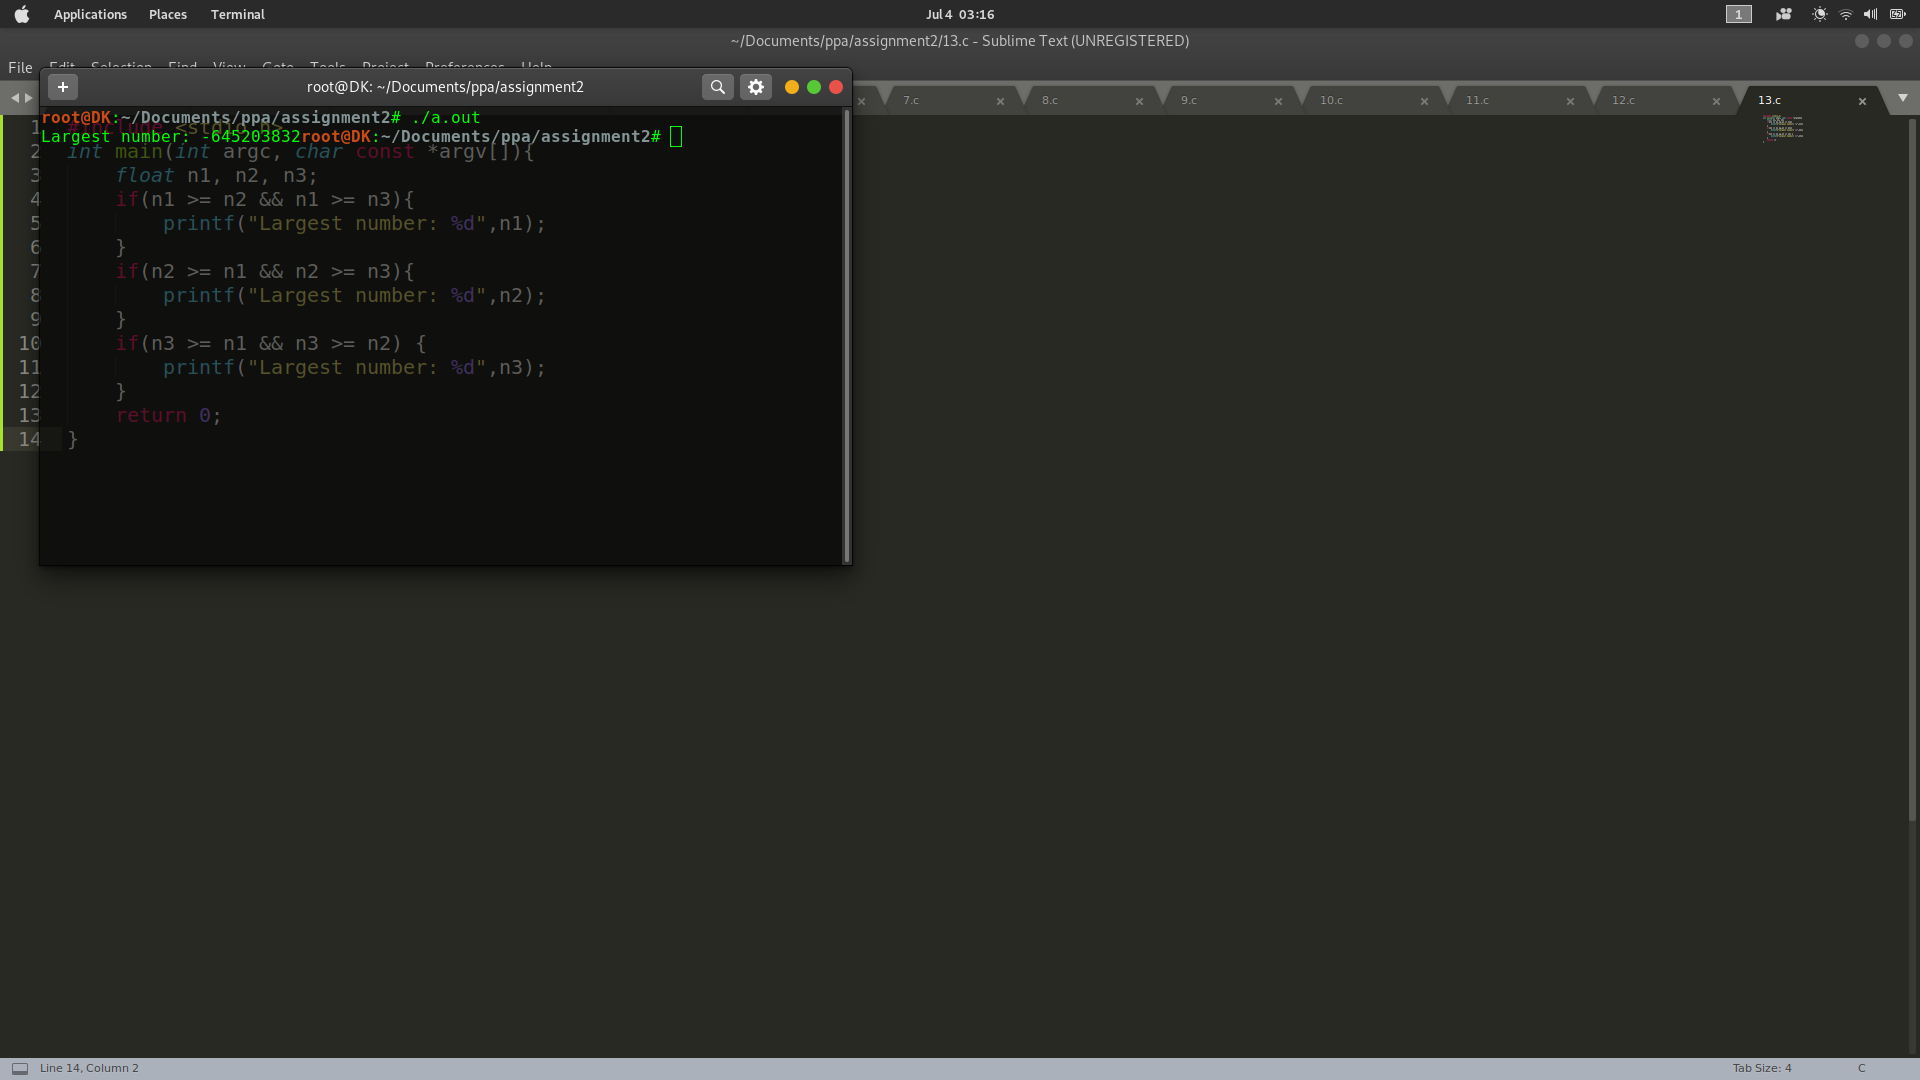 Applications Places Terminal Jul 4 03:16 1
~/Documents/ppa/assignment2/13.c - Sublime Text (UNREGISTERED)
File Edit Selection Find View Goto Tools Project Preferences Help
root@DK: ~/Documents/ppa/assignment2
7.c 8.c 9.c 10.c 11.c 12.c 13.c
root@DK:~/Documents/ppa/assignment2# ./a.out
Largest number: -645203832root@DK:~/Documents/ppa/assignment2#
1 #include <stdio.h>
2 int main(int argc, char const *argv[]){
3 float n1, n2, n3;
4 if(n1 >= n2 && n1 >= n3){
5 printf("Largest number: %d",n1);
6 }
7 if(n2 >= n1 && n2 >= n3){
8 printf("Largest number: %d",n2);
9 }
10 if(n3 >= n1 && n3 >= n2) {
11 printf("Largest number: %d",n3);
12 }
13 return 0;
14 }
Line 14, Column 2 Tab Size: 4 C